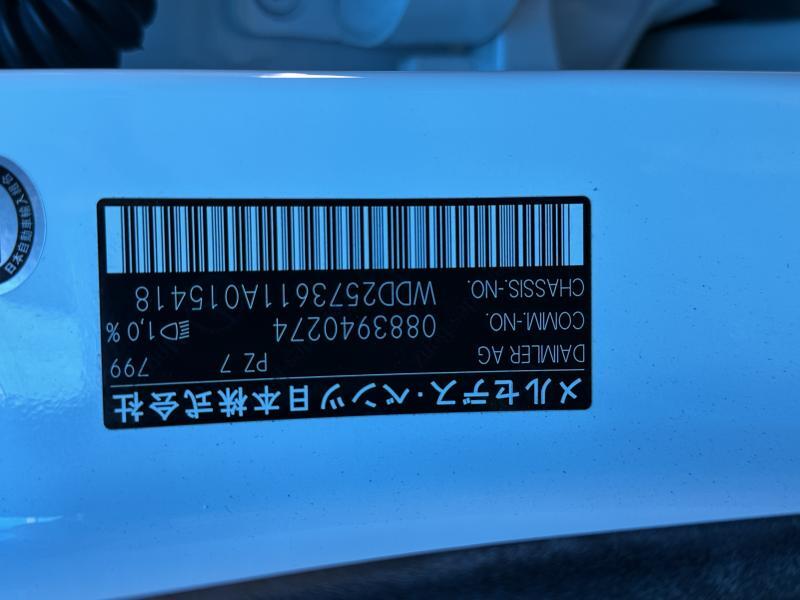 メルセデス・ベンツ日本株式会社
DAIMLER AG PZ 7 799
COMM.-NO. 0883940274 1,0 %
CHASSIS.-NO. WDD2573611A015418